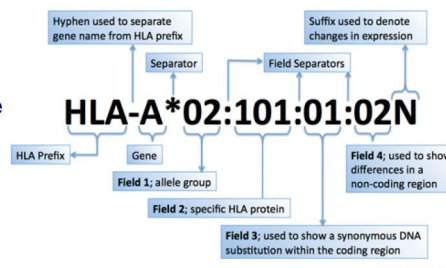 Hyphen used to separate
gene name from HLA prefix
Suffix used to denote
changes in expression
Separator
Field Separators
e
HLA-A*02:101:01:02N
HLA Prefix
Gene
Field 4; used to show
differences in a
non-coding region
Field 1; allele group
Field 2; specific HLA protein
Field 3; used to show a synonymous DNA
substitution within the coding region